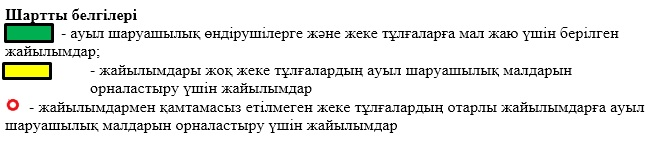 Шартты белгілері
- ауыл шаруашылық өндірушілерге және жеке тұлғаларға мал жаю үшін берілген
жайылымдар;
- жайылымдары жоқ жеке тұлғалардың ауыл шаруашылық малдарын
орналастыру үшін жайылымдар
- жайылымдармен қамтамасыз етілмеген жеке тұлғалардың отарлы жайылымдарға ауыл
шаруашылық малдарын орналастыру үшін жайылымдар